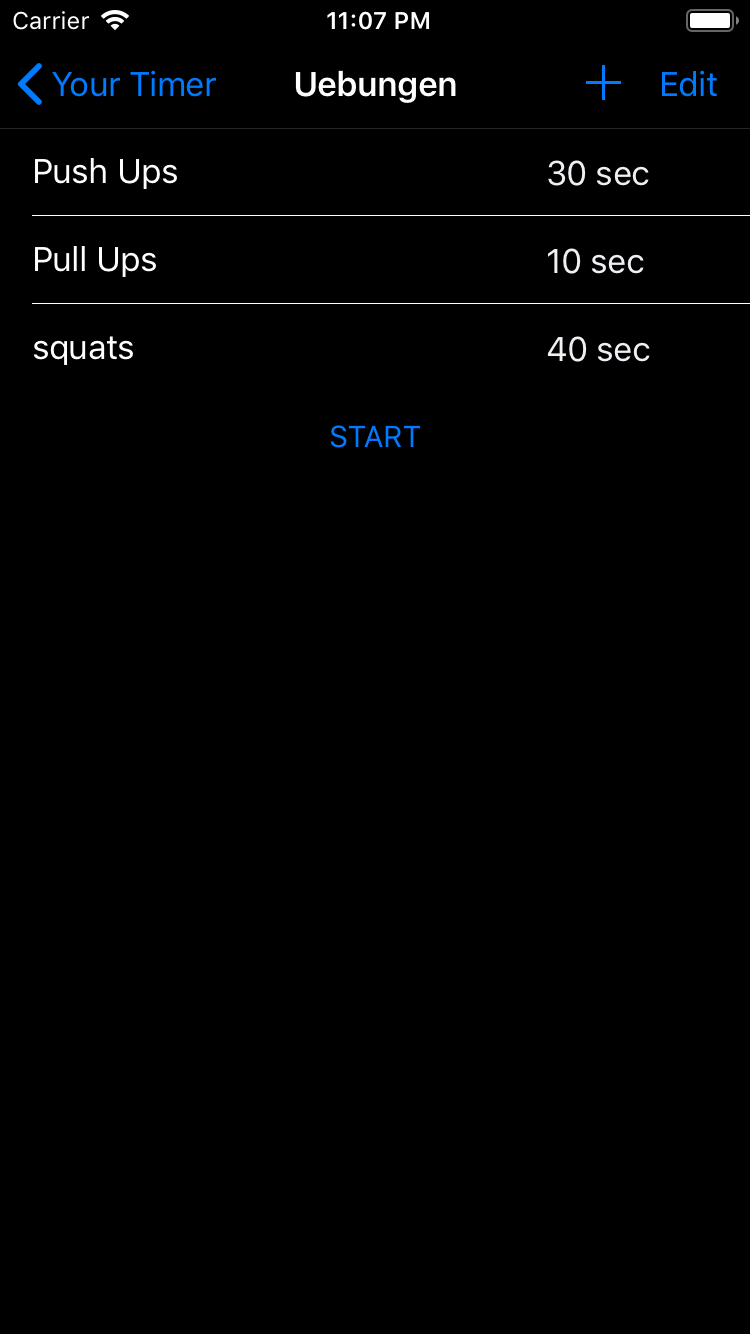 Carrier 11:07 PM
Your Timer Uebungen + Edit
Push Ups 30 sec
Pull Ups 10 sec
squats 40 sec
START